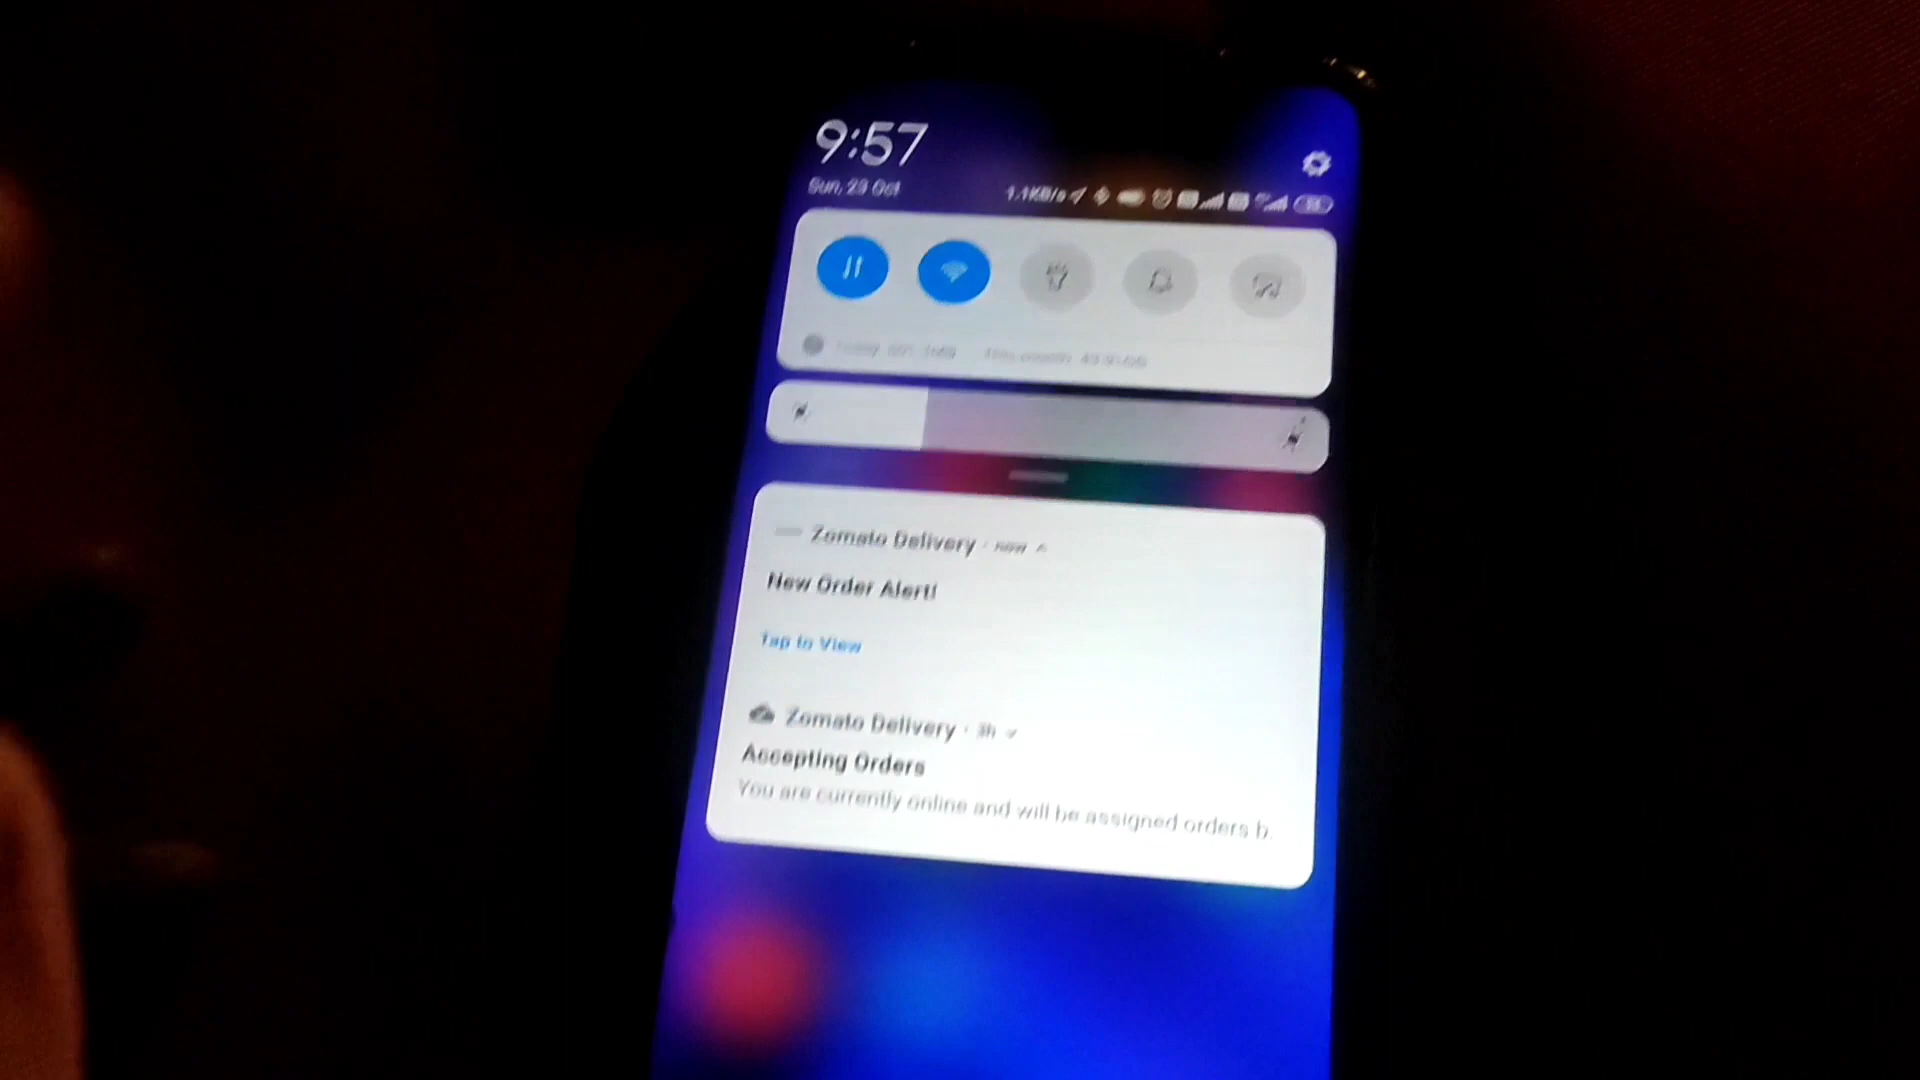 9:57
Sun, 23 Oct
1.1KB/s
Zomato Delivery · now
New Order Alert!
Tap to View
Zomato Delivery · 3h
Accepting Orders
You are currently online and will be assigned orders b